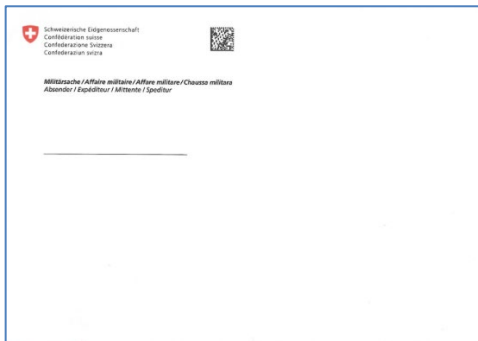 Schweizerische Eidgenossenschaft
Confédération suisse
Confederazione Svizzera
Confederaziun svizra
Militärsache / Affaire militaire / Affare militare / Chaussa militara
Absender / Expéditeur / Mittente / Speditur